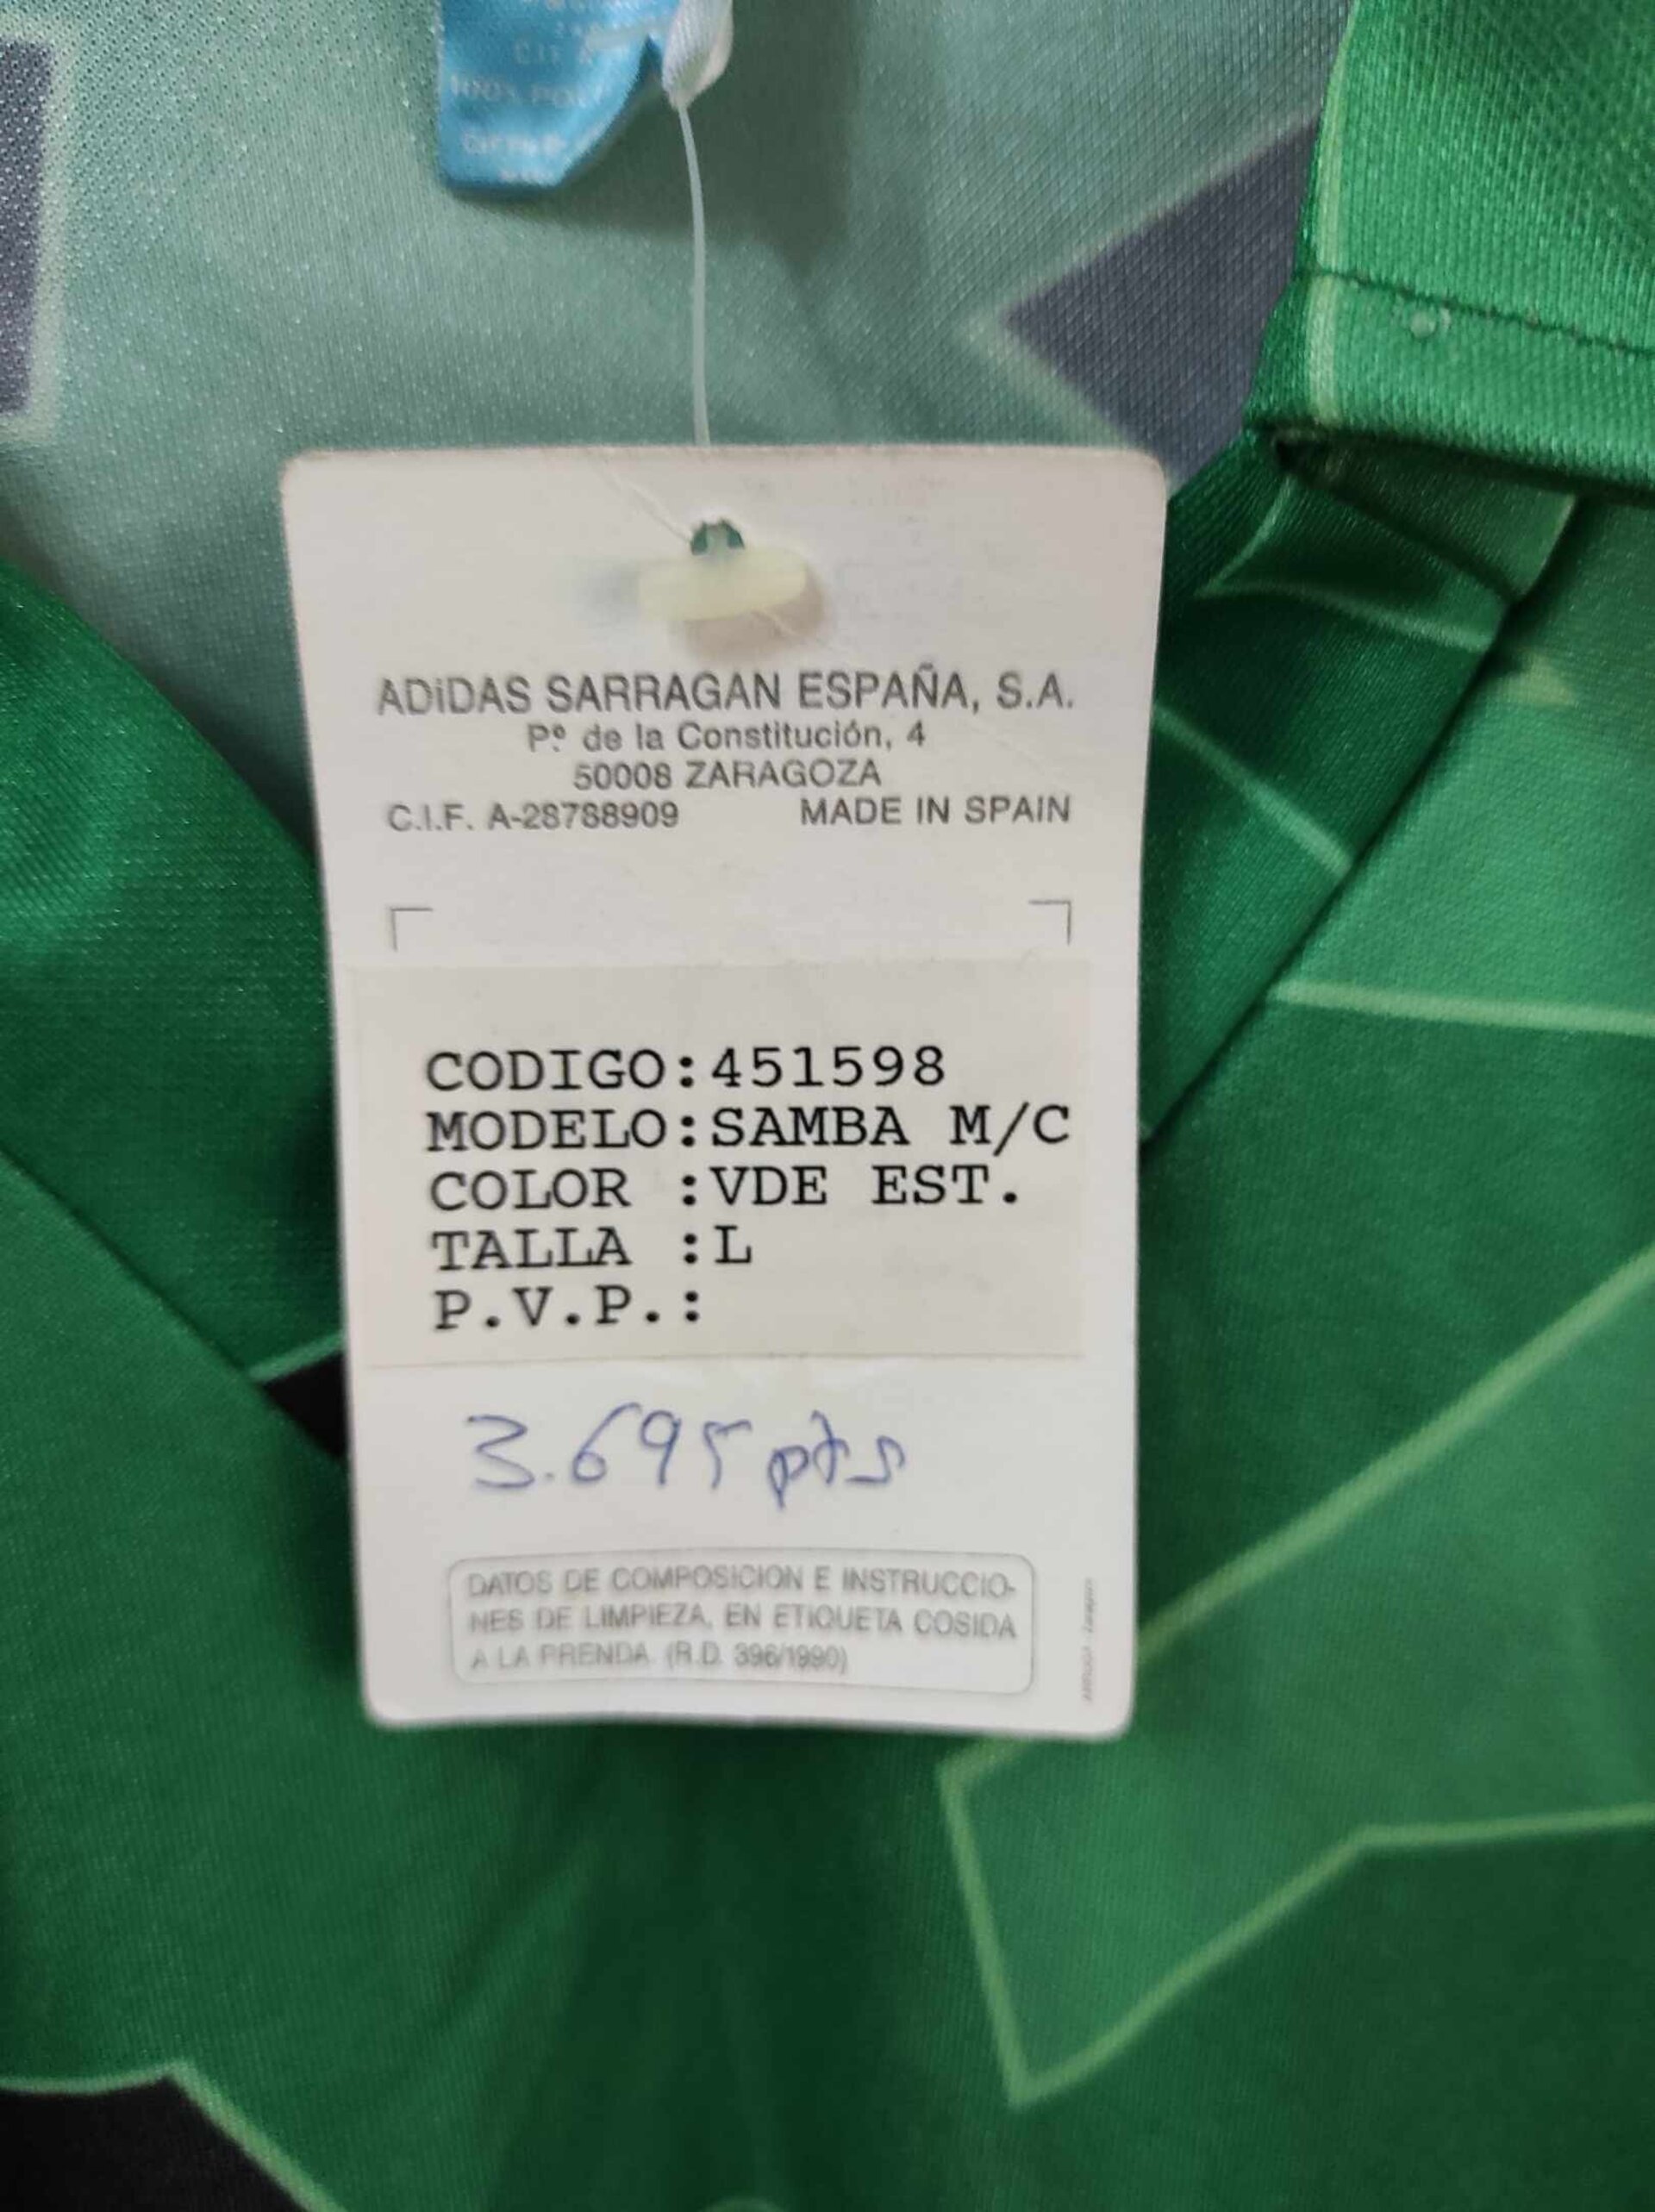 100% POL
ADiDAS SARRAGAN ESPAÑA, S.A.
P.º de la Constitución, 4
50008 ZARAGOZA
C.I.F. A-28788909 MADE IN SPAIN
CODIGO:451598
MODELO:SAMBA M/C
COLOR :VDE EST.
TALLA :L
P.V.P.:
3.695 pts
DATOS DE COMPOSICION E INSTRUCCIO-
NES DE LIMPIEZA, EN ETIQUETA COSIDA
A LA PRENDA (R.D. 396/1990)